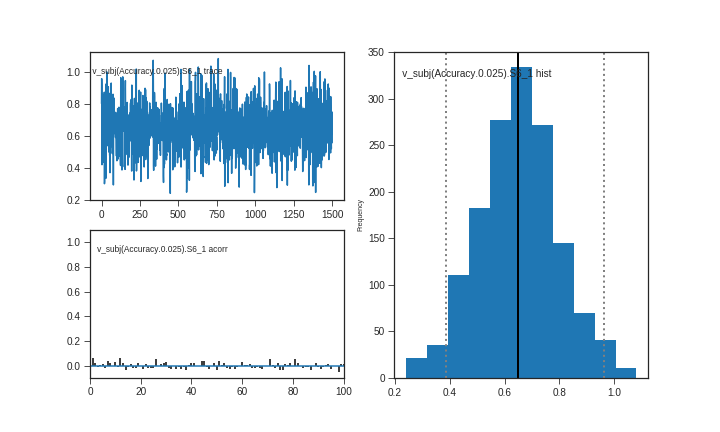 v_subj(Accuracy.0.025).S6_1 trace
1.0
0.8
0.6
0.4
0.2
0 250 500 750 1000 1250 1500
v_subj(Accuracy.0.025).S6_1 acorr
1.0
0.8
0.6
0.4
0.2
0.0
0 20 40 60 80 100
v_subj(Accuracy.0.025).S6_1 hist
Frequency
350
300
250
200
150
100
50
0
0.2 0.4 0.6 0.8 1.0